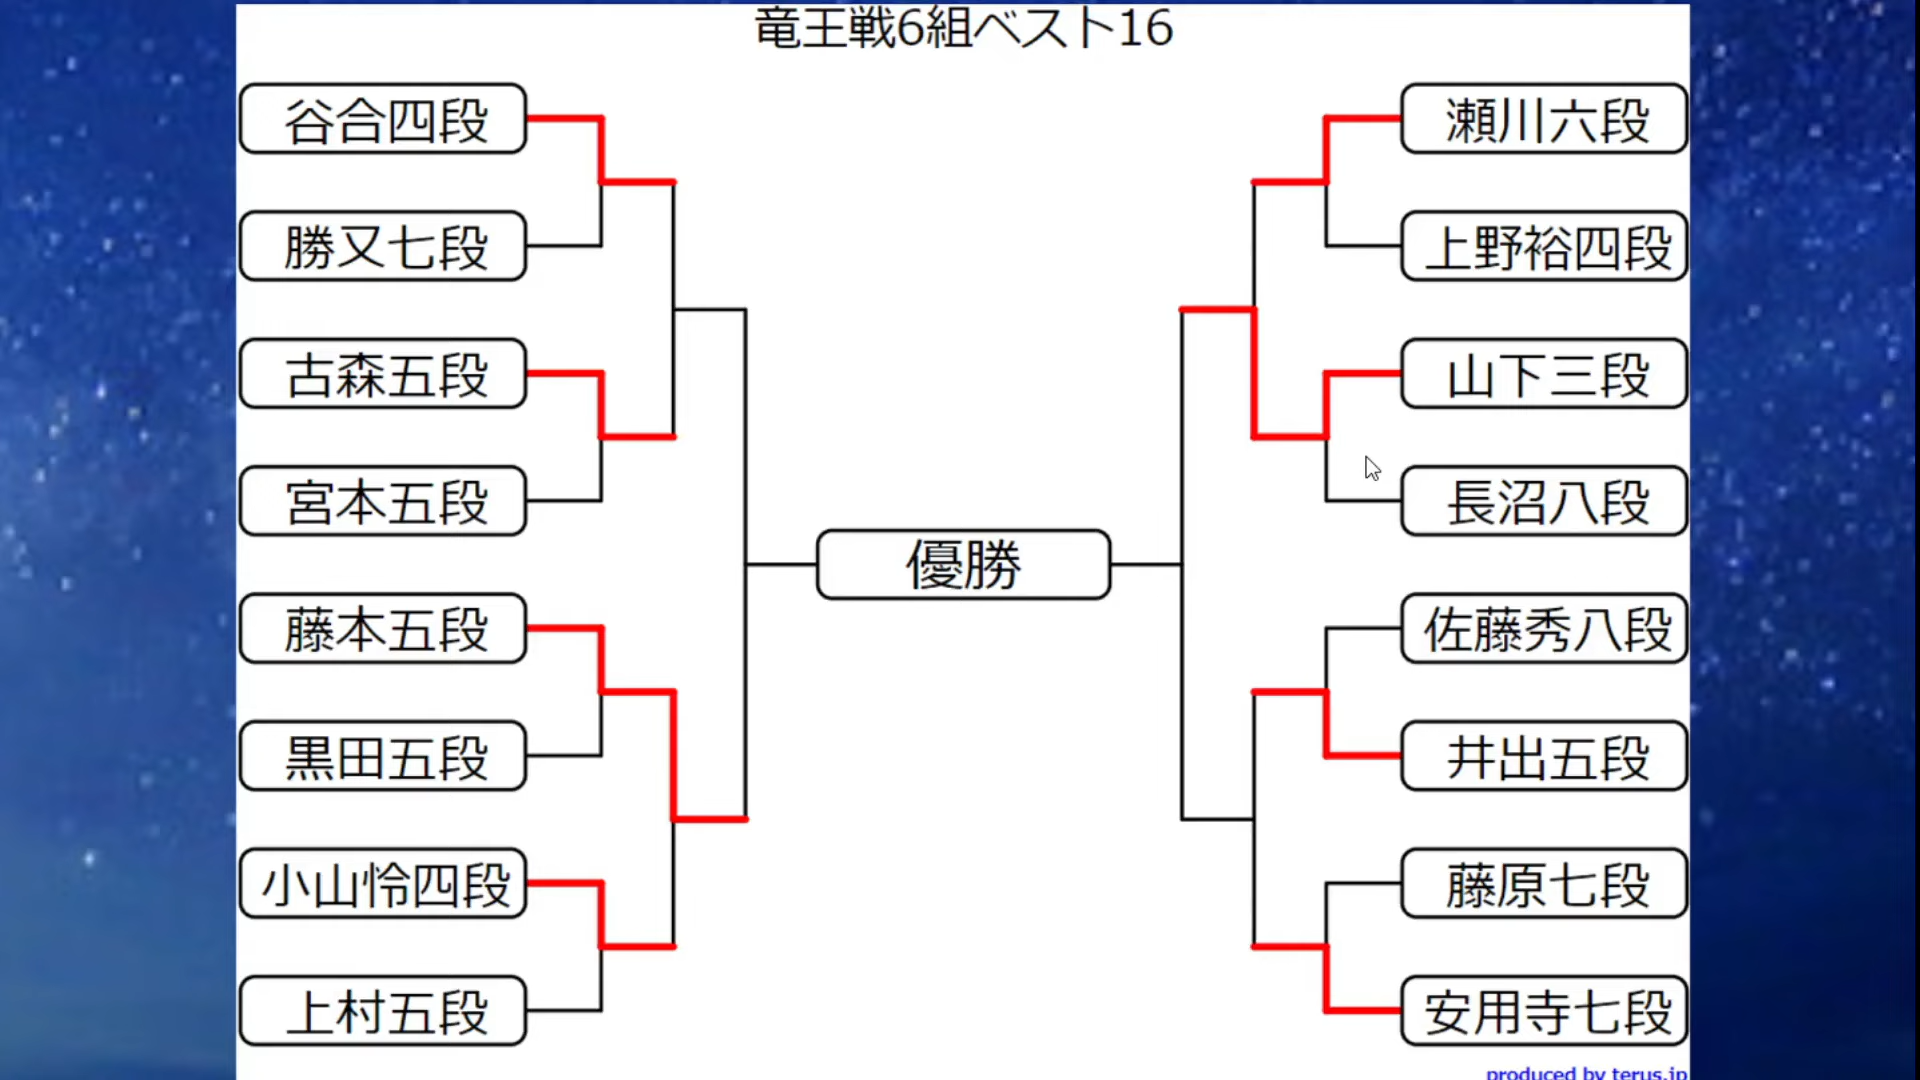 竜王戦6組ベスト16
谷合四段
勝又七段
古森五段
宮本五段
藤本五段
黒田五段
小山怜四段
上村五段
優勝
瀬川六段
上野裕四段
山下三段
長沼八段
佐藤秀八段
井出五段
藤原七段
安用寺七段
produced by terus.jp